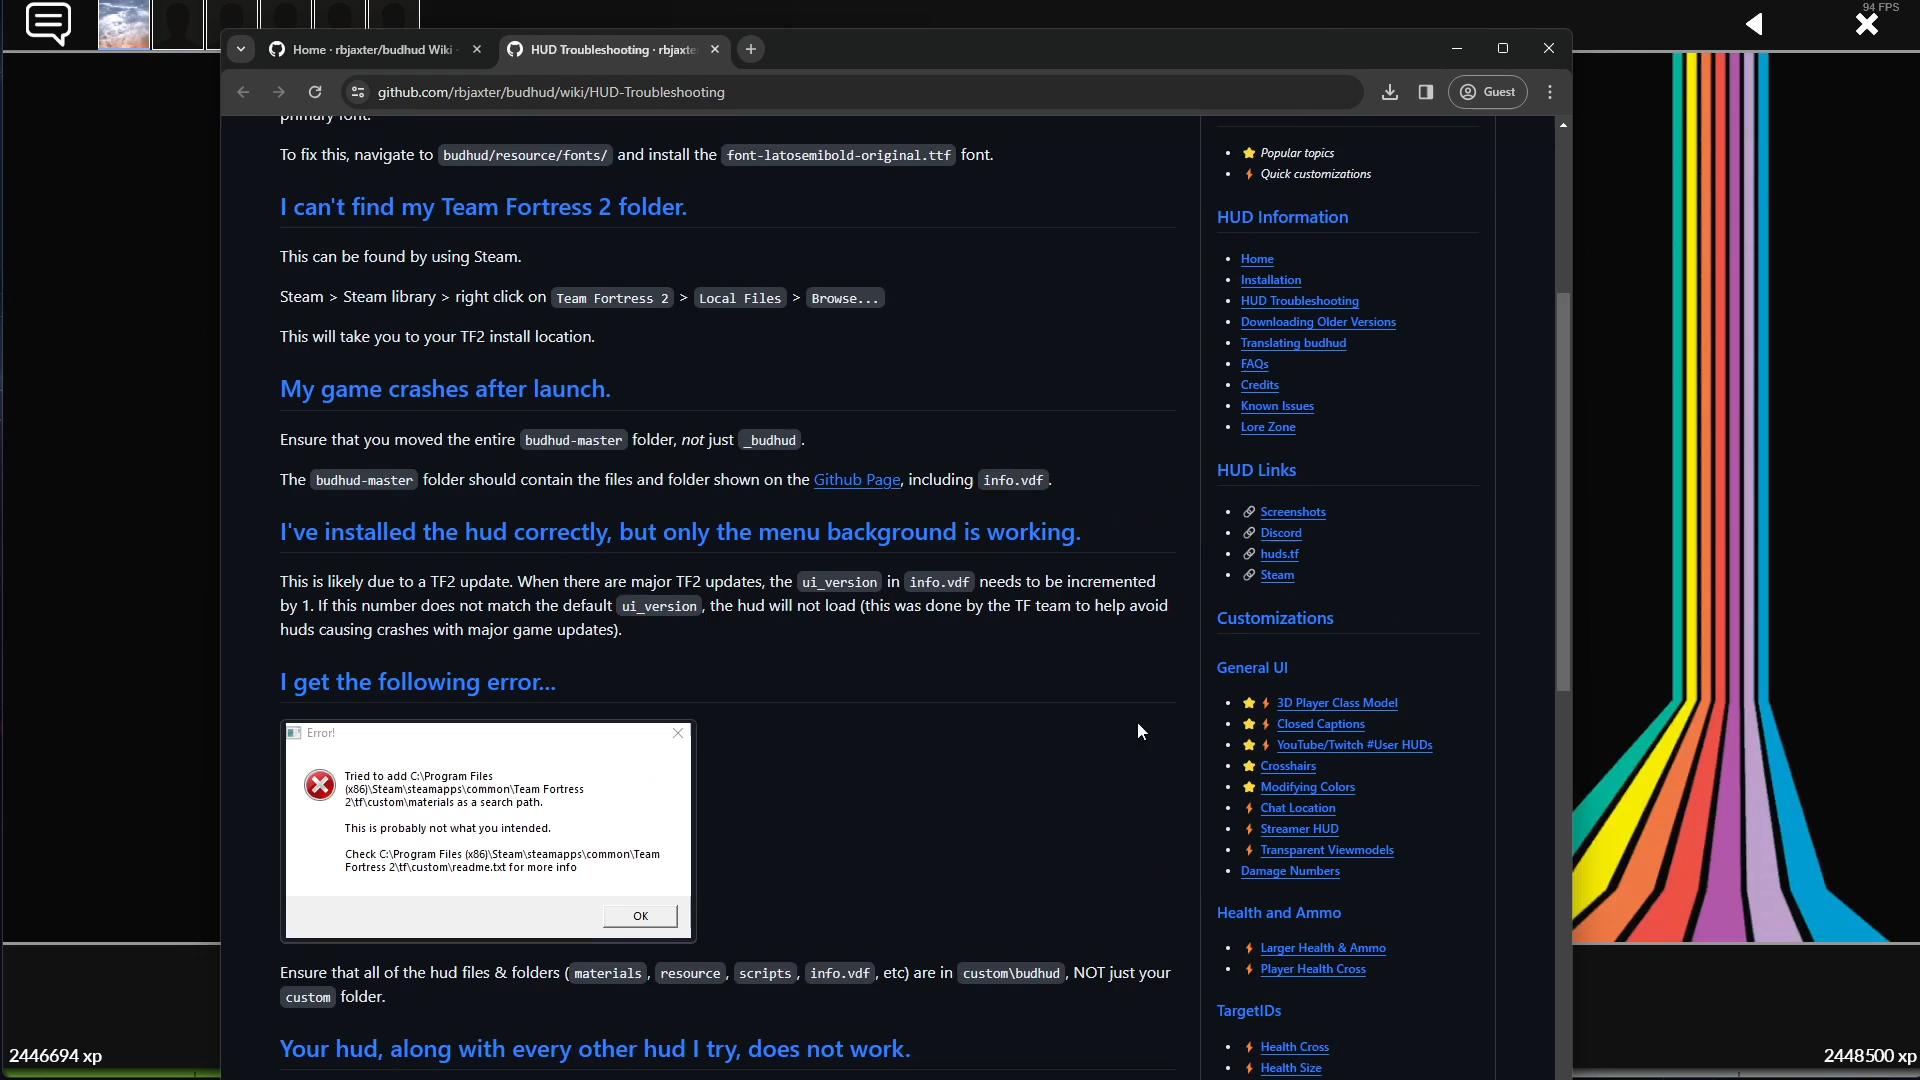 94 FPS
Home · rbjaxter/budhud Wiki
HUD Troubleshooting · rbjaxte
github.com/rbjaxter/budhud/wiki/HUD-Troubleshooting
Guest
primary font.
To fix this, navigate to budhud/resource/fonts/ and install the font-latosemibold-original.ttf font.
I can't find my Team Fortress 2 folder.
This can be found by using Steam.
Steam > Steam library > right click on Team Fortress 2 > Local Files > Browse...
This will take you to your TF2 install location.
My game crashes after launch.
Ensure that you moved the entire budhud-master folder, not just _budhud.
The budhud-master folder should contain the files and folder shown on the Github Page, including info.vdf.
I've installed the hud correctly, but only the menu background is working.
This is likely due to a TF2 update. When there are major TF2 updates, the ui_version in info.vdf needs to be incremented
by 1. If this number does not match the default ui_version, the hud will not load (this was done by the TF team to help avoid
huds causing crashes with major game updates).
I get the following error...
Error!
Tried to add C:\Program Files
(x86)\Steam\steamapps\common\Team Fortress
2\tf\custom\materials as a search path.
This is probably not what you intended.
Check C:\Program Files (x86)\Steam\steamapps\common\Team
Fortress 2\tf\custom\readme.txt for more info
OK
Ensure that all of the hud files & folders (materials, resource, scripts, info.vdf, etc) are in custom\budhud, NOT just your
custom folder.
Your hud, along with every other hud I try, does not work.
Popular topics
Quick customizations
HUD Information
Home
Installation
HUD Troubleshooting
Downloading Older Versions
Translating budhud
FAQs
Credits
Known Issues
Lore Zone
HUD Links
Screenshots
Discord
huds.tf
Steam
Customizations
General UI
3D Player Class Model
Closed Captions
YouTube/Twitch #User HUDs
Crosshairs
Modifying Colors
Chat Location
Streamer HUD
Transparent Viewmodels
Damage Numbers
Health and Ammo
Larger Health & Ammo
Player Health Cross
TargetIDs
Health Cross
Health Size
2446694 xp
2448500 xp